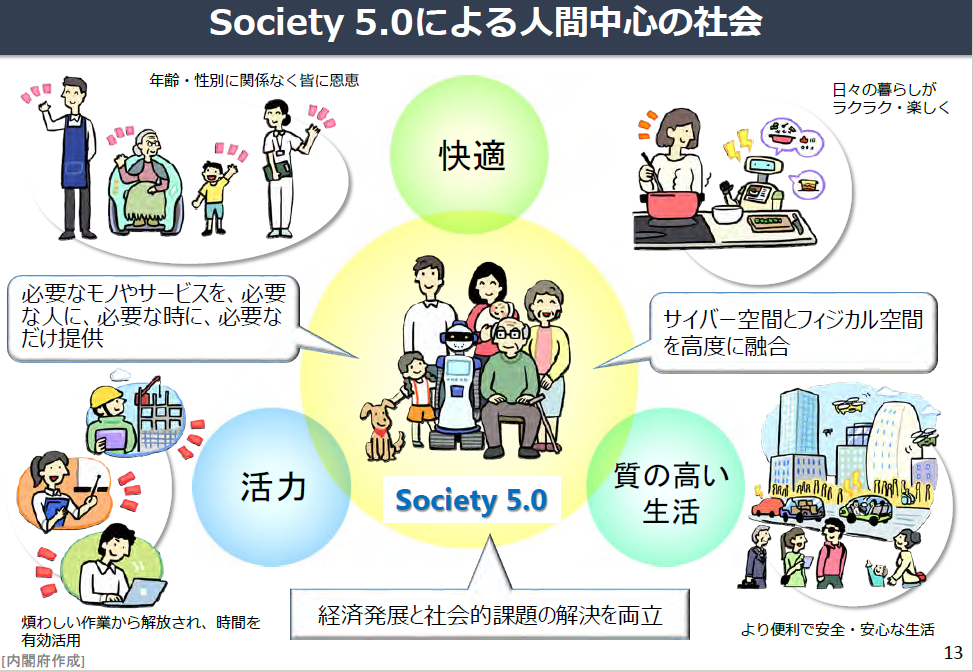 Society 5.0による人間中心の社会
年齢・性別に関係なく皆に恩恵
日々の暮らしが
ラクラク・楽しく
快適
必要なモノやサービスを、必要
な人に、必要な時に、必要な
だけ提供
サイバー空間とフィジカル空間
を高度に融合
活力
質の高い
生活
Society 5.0
経済発展と社会的課題の解決を両立
煩わしい作業から解放され、時間を
有効活用
より便利で安全・安心な生活
[内閣府作成]
13